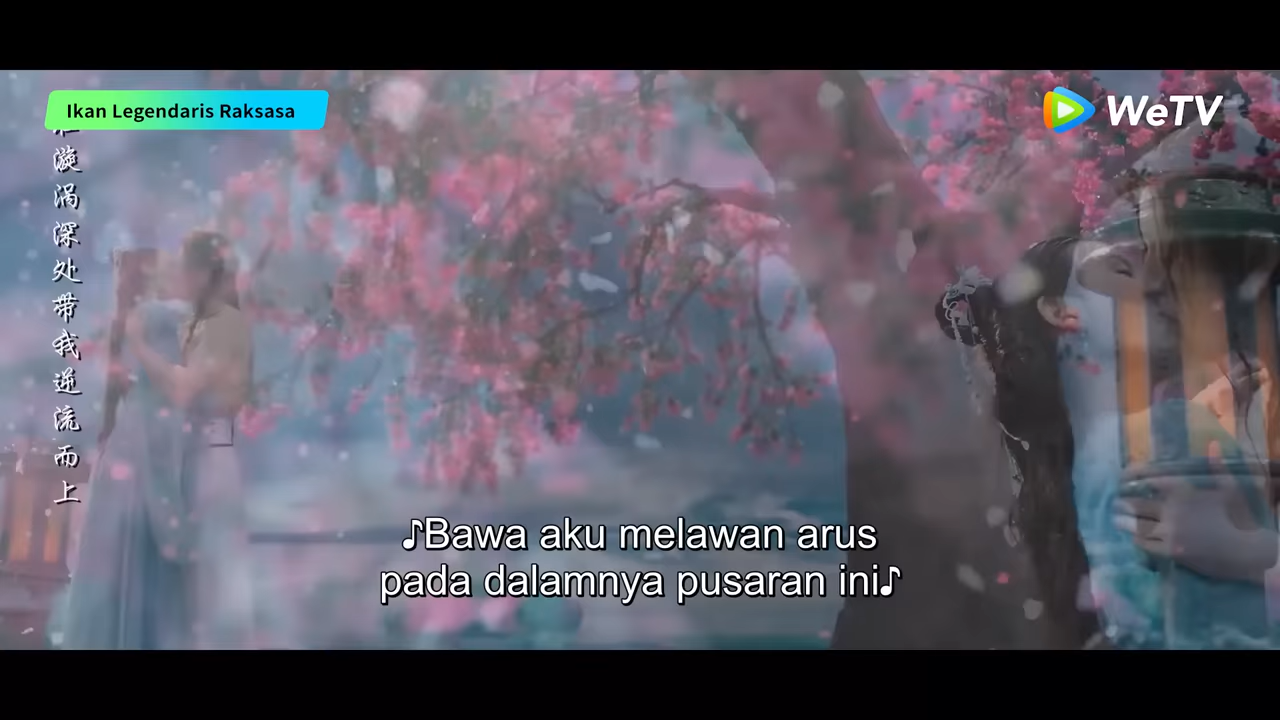 Ikan Legendaris Raksasa
WeTV
漩涡深处带我逆流而上
♪Bawa aku melawan arus
pada dalamnya pusaran ini♪